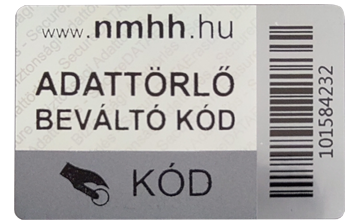 www.nmhh.hu
ADATTÖRLŐ
BEVÁLTÓ KÓD
KÓD
101584232